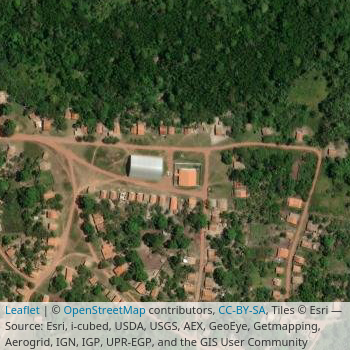 Leaflet | © OpenStreetMap contributors, CC-BY-SA, Tiles © Esri —
Source: Esri, i-cubed, USDA, USGS, AEX, GeoEye, Getmapping,
Aerogrid, IGN, IGP, UPR-EGP, and the GIS User Community